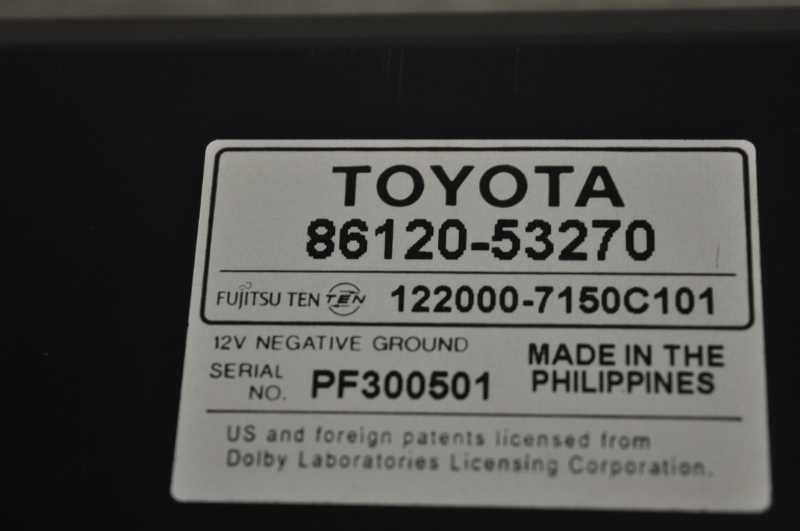 TOYOTA
86120-53270
FUJITSU TEN TEN 122000-7150C101
12V NEGATIVE GROUND
SERIAL NO. PF300501
MADE IN THE
PHILIPPINES
US and foreign patents licensed from
Dolby Laboratories Licensing Corporation.